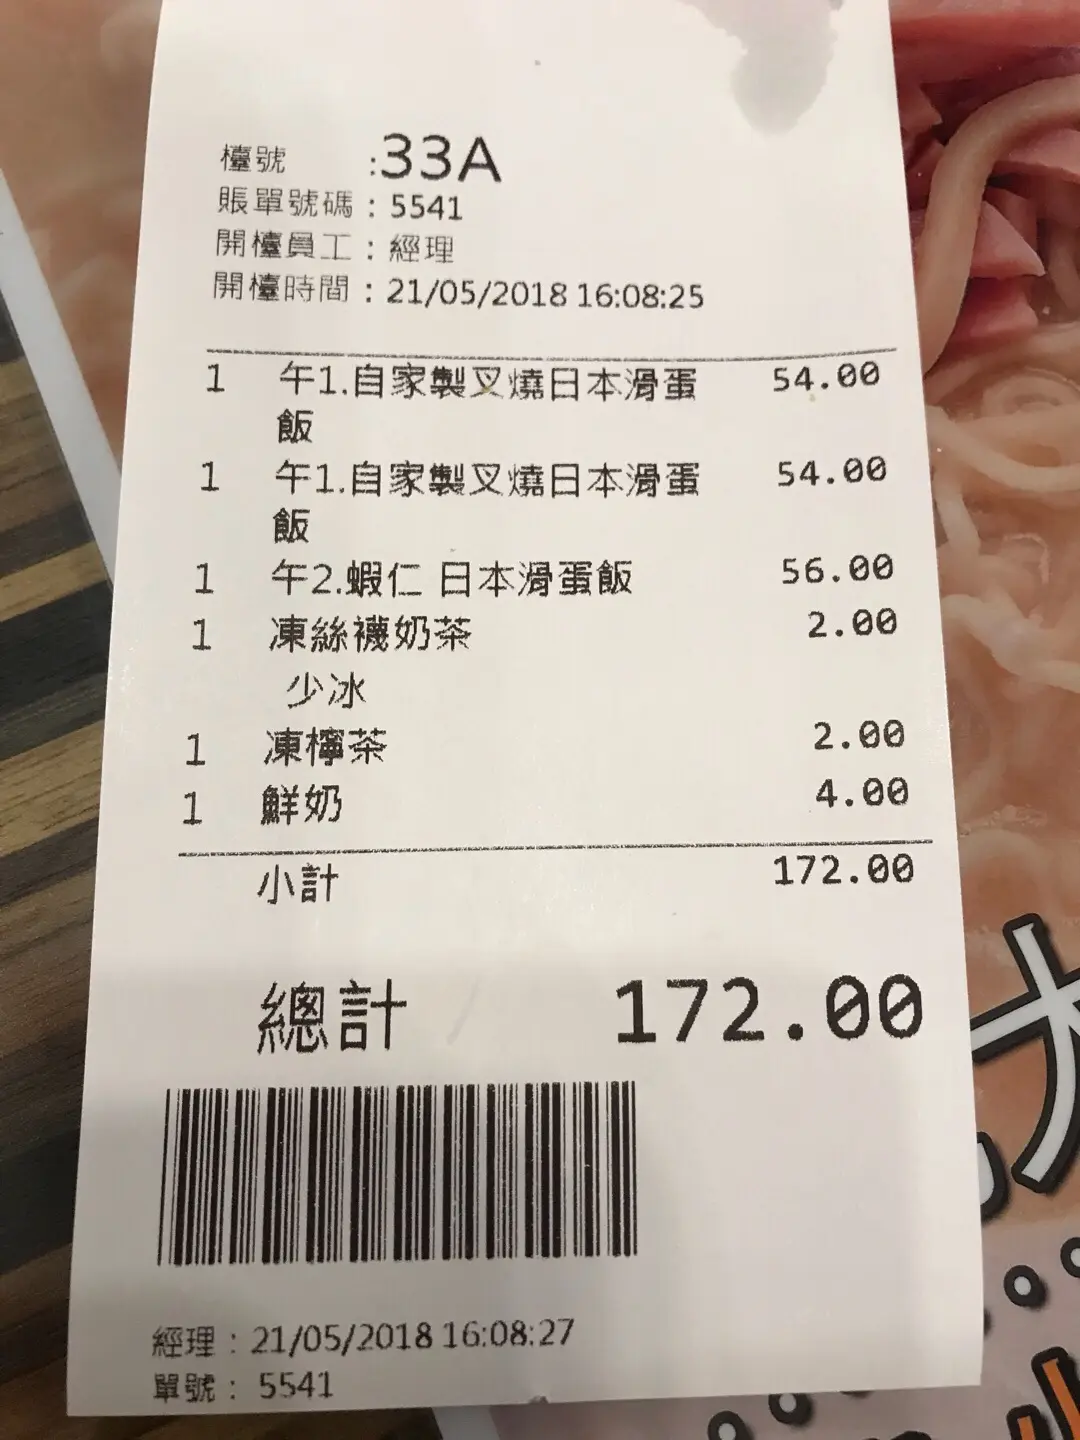 檯號 :33A
賬單號碼 : 5541
開檯員工 : 經理
開檯時間 : 21/05/2018 16:08:25
1 午1.自家製叉燒日本滑蛋 54.00
飯
1 午1.自家製叉燒日本滑蛋 54.00
飯
1 午2.蝦仁 日本滑蛋飯 56.00
1 凍絲襪奶茶 2.00
少冰
1 凍檸茶 2.00
1 鮮奶 4.00
小計 172.00
總計 172.00
經理 : 21/05/2018 16:08:27
單號 : 5541